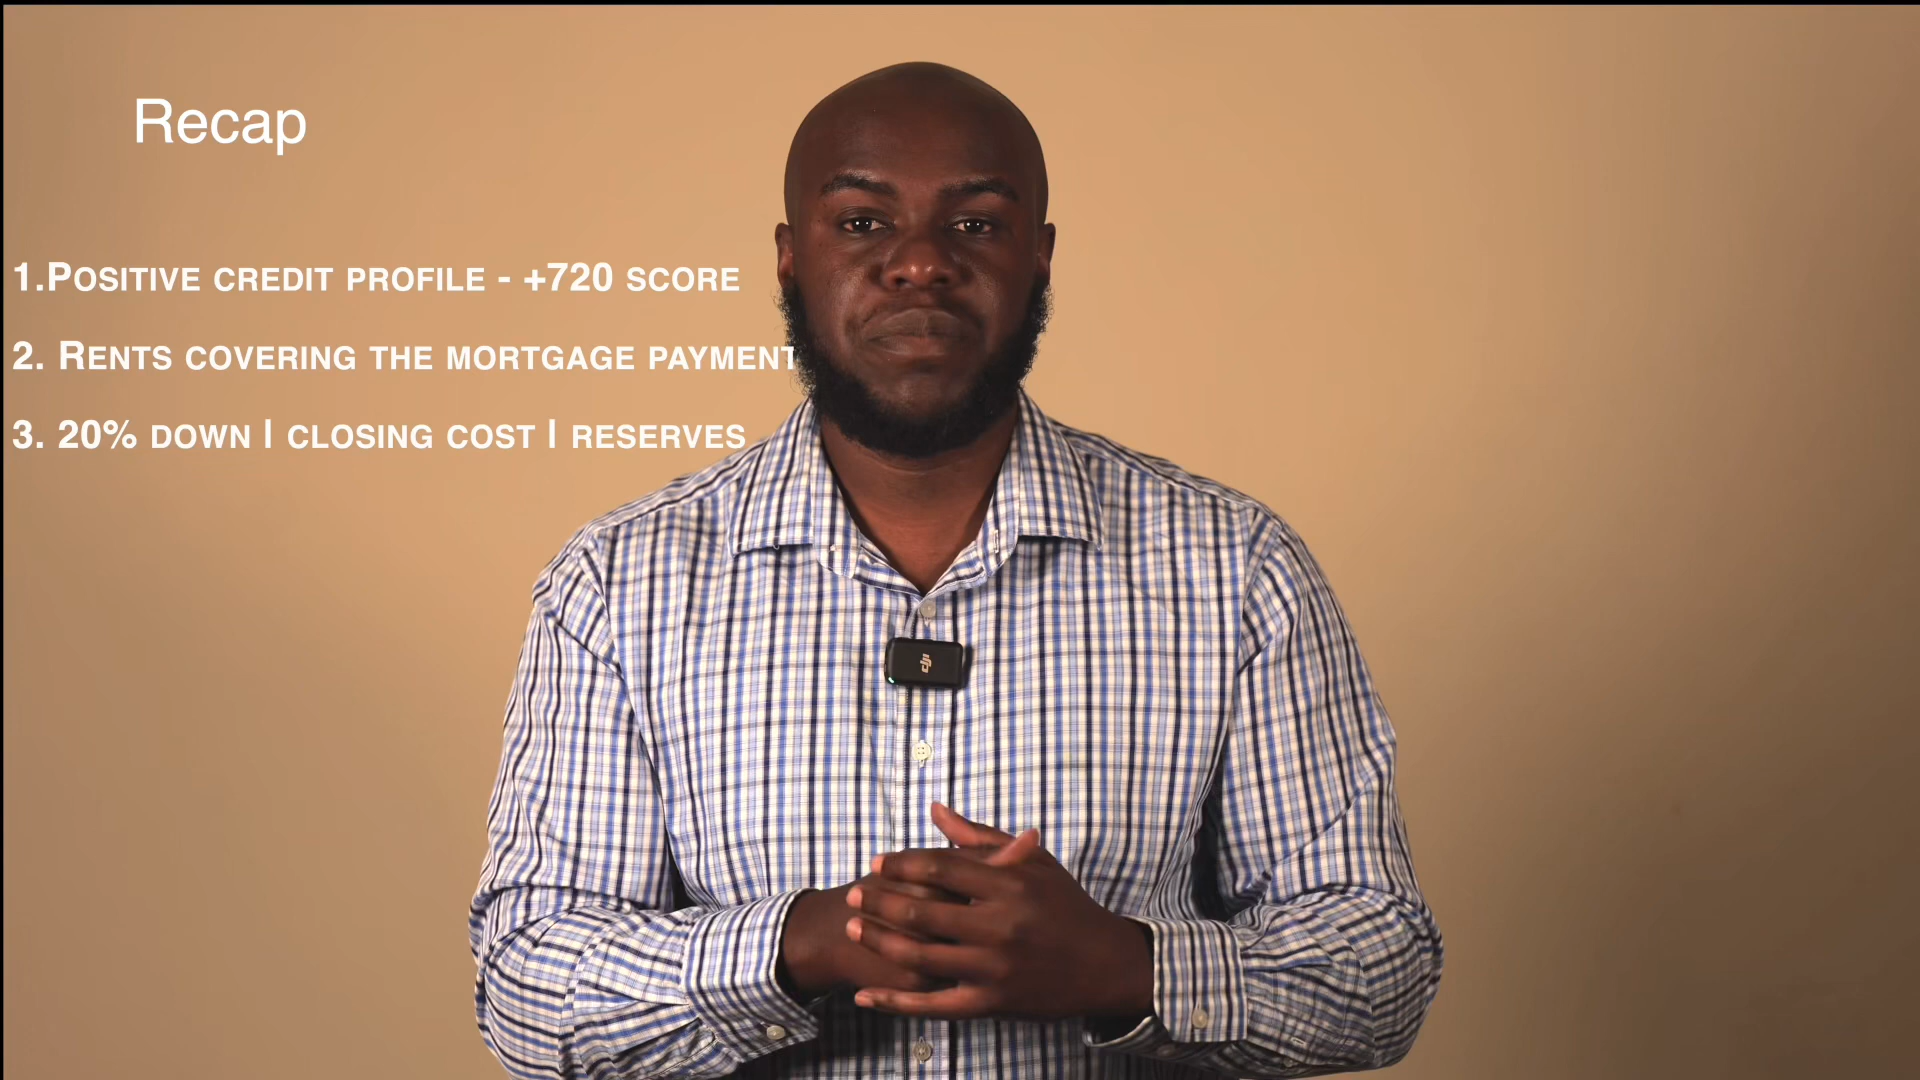 Recap
1.Positive credit profile - +720 score
2. Rents covering the mortgage payment
3. 20% down | closing cost | reserves
dji